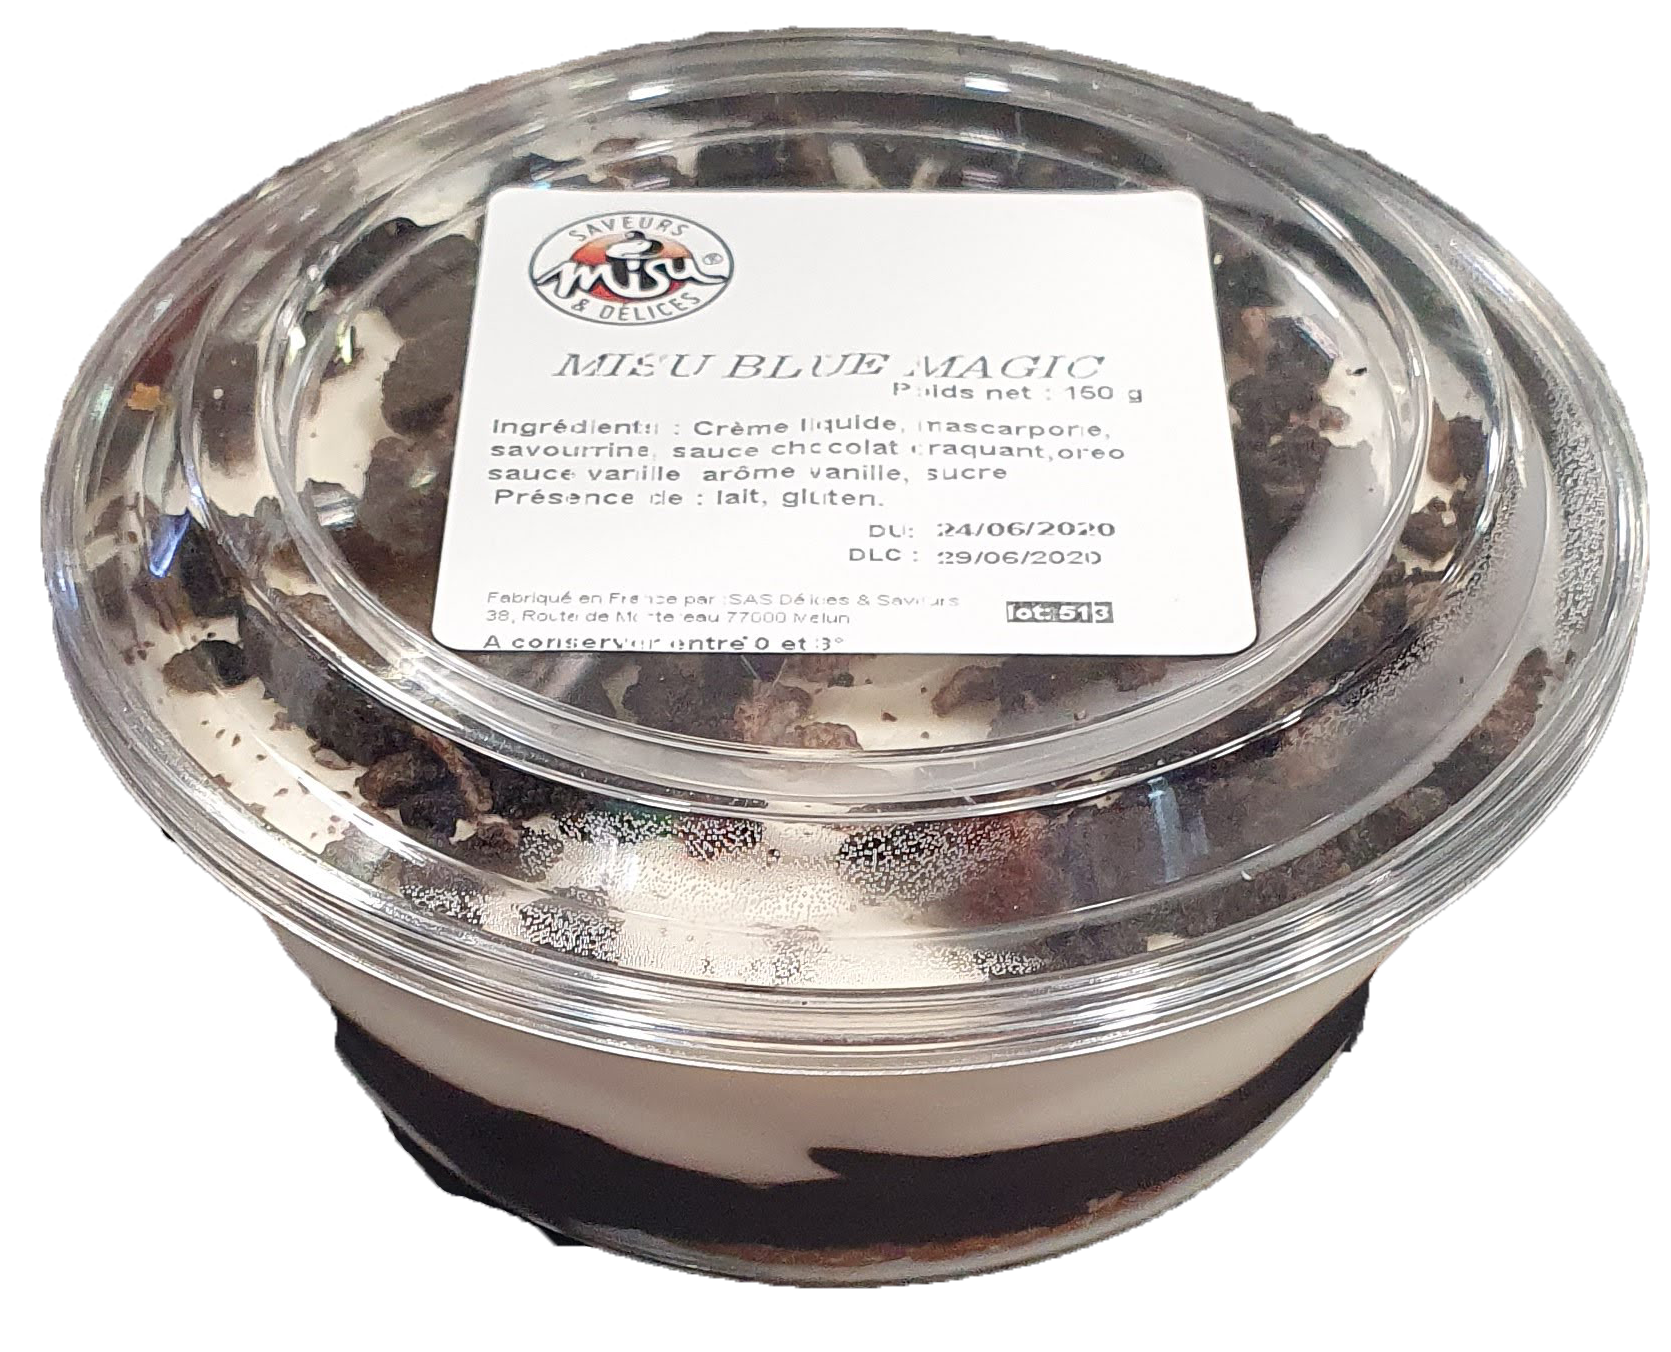 SAVEURS
misu®
& DÉLICES
MISU BLUE MAGIC
Poids net : 150 g
Ingrédients : Crème liquide, mascarpone,
savourrine, sauce chocolat craquant,oreo
sauce vanille arôme vanille, sucre
Présence de : lait, gluten.
DU: 24/06/2020
DLC : 29/06/2020
Fabriqué en France par :SAS Délices & Saveurs
38, Route de Montereau 77000 Melun
lot:513
A conserver entre 0 et 3°